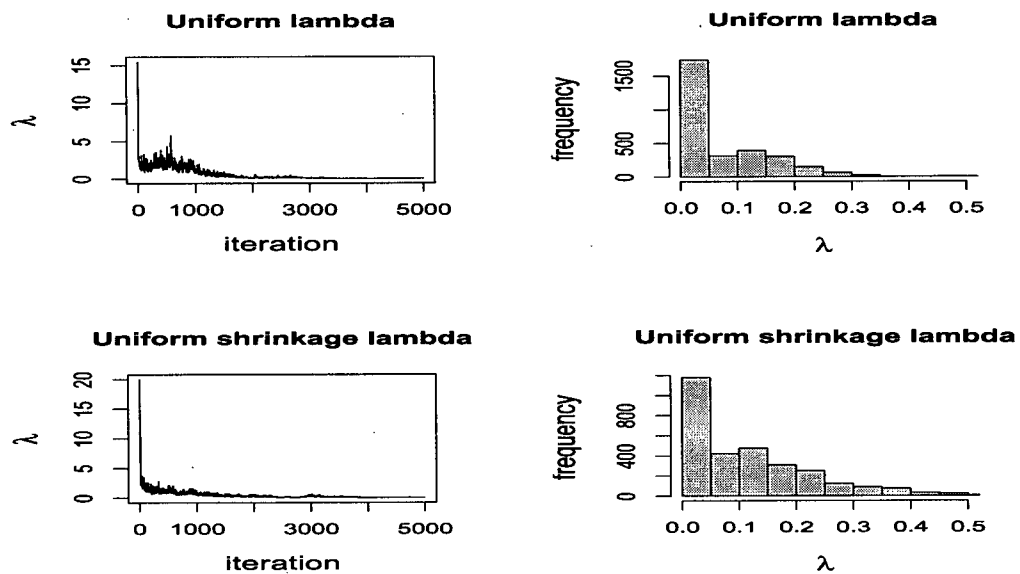 Uniform lambda
λ
15
10
5
0
0 1000 3000 5000
iteration
Uniform lambda
frequency
1500
500
0
0.0 0.1 0.2 0.3 0.4 0.5
λ
Uniform shrinkage lambda
λ
20
15
10
5
0
0 1000 3000 5000
iteration
Uniform shrinkage lambda
frequency
800
400
0
0.0 0.1 0.2 0.3 0.4 0.5
λ